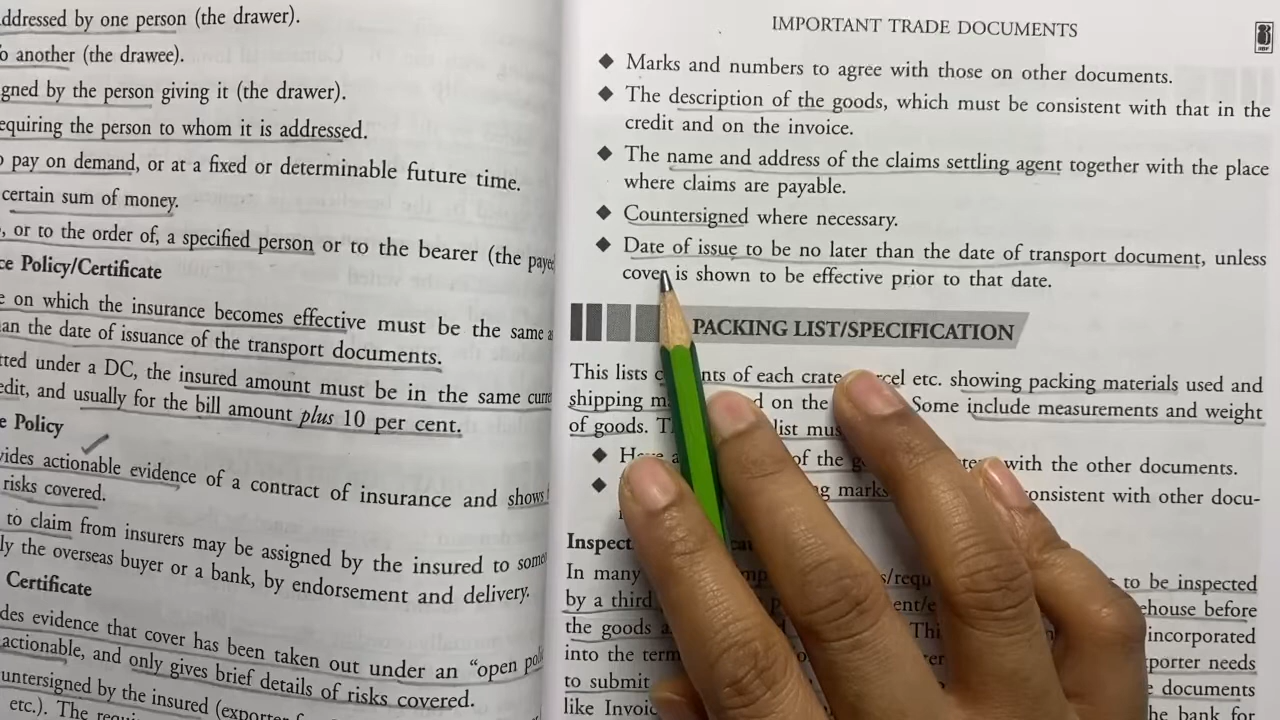 ddressed by one person (the drawer).
o another (the drawee).
gned by the person giving it (the drawer).
equiring the person to whom it is addressed.
o pay on demand, or at a fixed or determinable future time.
certain sum of money.
, or to the order of, a specified person or to the bearer (the paye
ce Policy/Certificate
e on which the insurance becomes effective must be the same a
an the date of issuance of the transport documents.
tted under a DC, the insured amount must be in the same curre
edit, and usually for the bill amount plus 10 per cent.
e Policy
vides actionable evidence of a contract of insurance and shows
risks covered.
to claim from insurers may be assigned by the insured to some
ly the overseas buyer or a bank, by endorsement and delivery.
Certificate
des evidence that cover has been taken out under an "open pol
actionable, and only gives brief details of risks covered.
untersigned by the insured
etc.). The
IMPORTANT TRADE DOCUMENTS
◆ Marks and numbers to agree with those on other documents.
◆ The description of the goods, which must be consistent with that in the
credit and on the invoice.
◆ The name and address of the claims settling agent together with the place
where claims are payable.
◆ Countersigned where necessary.
◆ Date of issue to be no later than the date of transport document, unless
cover is shown to be effective prior to that date.
PACKING LIST/SPECIFICATION
This lists of each crate etc. showing packing materials used and
shipping on the Some include measurements and weight
of goods. list
◆ of the with the other documents.
◆ marks onsistent with other docu-
Inspect
In many to be inspected
by a third ehouse before
the goods incorporated
into the term porter needs
to submit documents
like Invoic he bank for